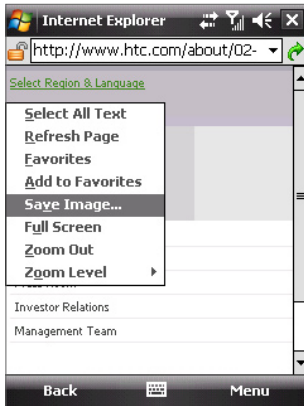 Internet Explorer
http://www.htc.com/about/02-
Select Region & Language
Select All Text
Refresh Page
Favorites
Add to Favorites
Save Image...
Full Screen
Zoom Out
Zoom Level
Investor Relations
Management Team
Back Menu